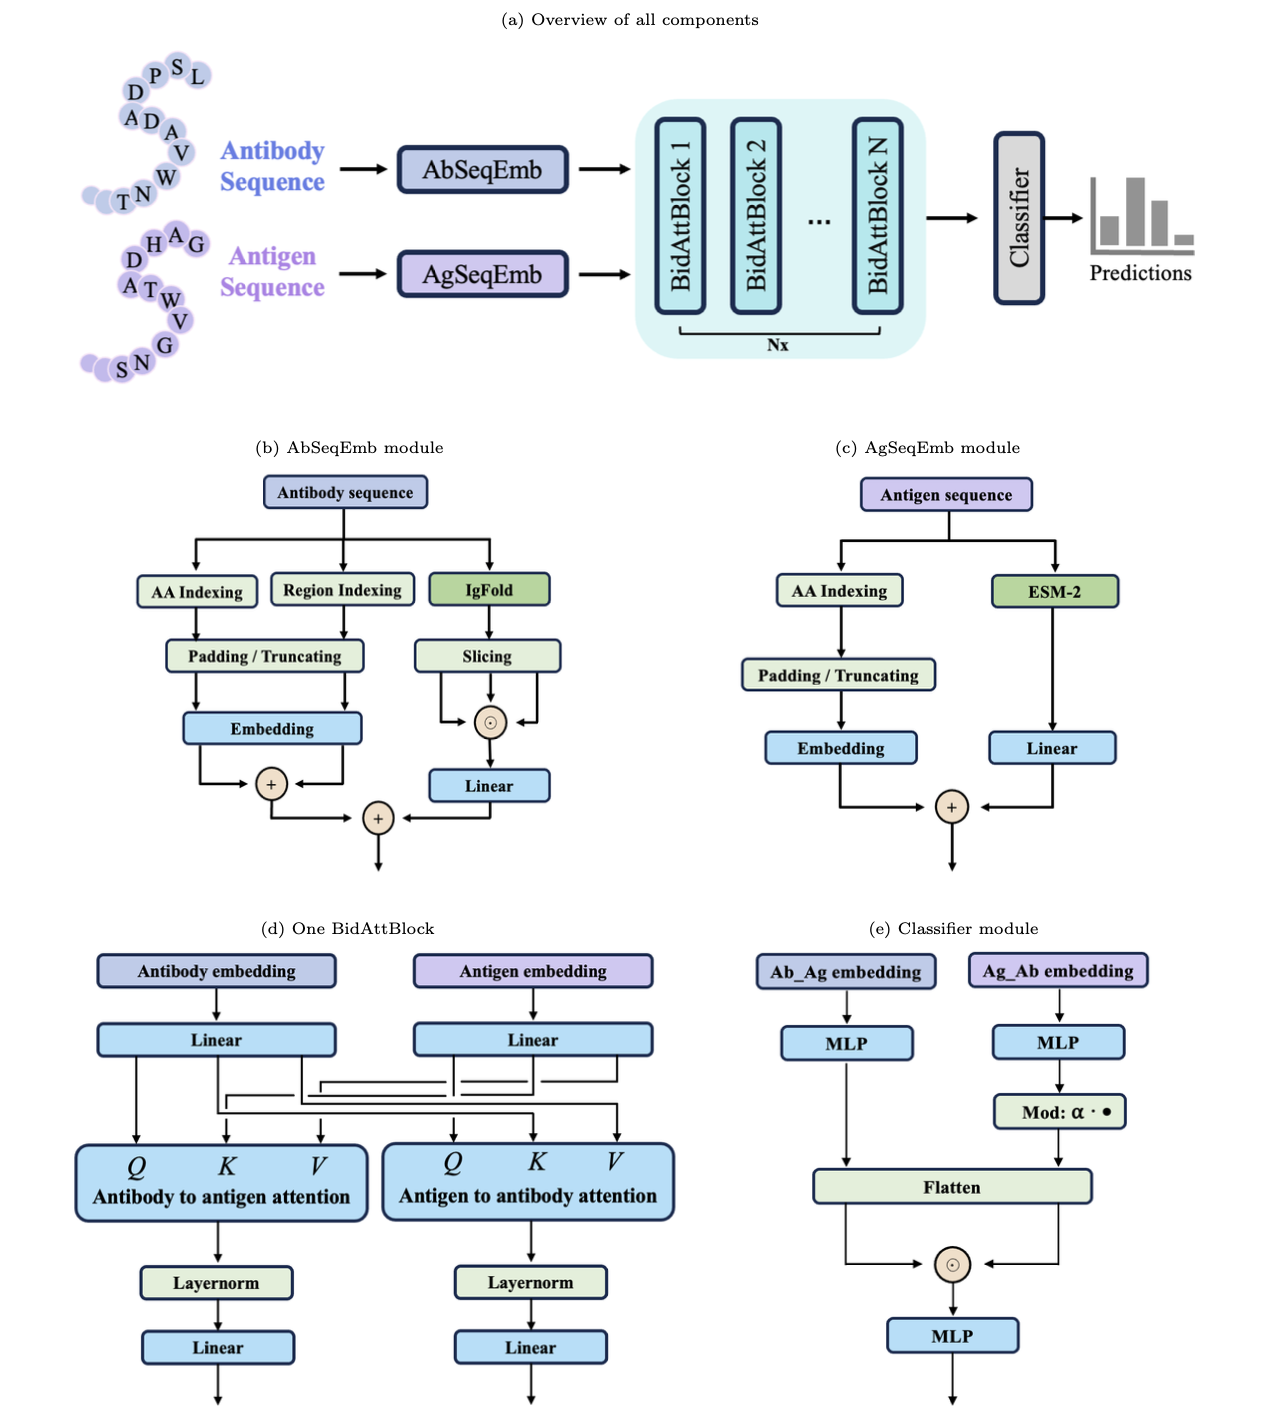 (a) Overview of all components
L
S
P
D
A
D
A
V
W
N
T
Antibody
Sequence
AbSeqEmb
G
A
H
D
A
T
W
V
G
N
S
Antigen
Sequence
AgSeqEmb
BidAttBlock 1
BidAttBlock 2
...
BidAttBlock N
Nx
Classifier
Predictions
(b) AbSeqEmb module
Antibody sequence
AA Indexing
Region Indexing
IgFold
Padding / Truncating
Slicing
Embedding
⊙
+
Linear
+
(c) AgSeqEmb module
Antigen sequence
AA Indexing
ESM-2
Padding / Truncating
Embedding
Linear
+
(d) One BidAttBlock
Antibody embedding
Antigen embedding
Linear
Linear
Q K V
Antibody to antigen attention
Q K V
Antigen to antibody attention
Layernorm
Layernorm
Linear
Linear
(e) Classifier module
Ab_Ag embedding
Ag_Ab embedding
MLP
MLP
Mod: α · •
Flatten
⊙
MLP